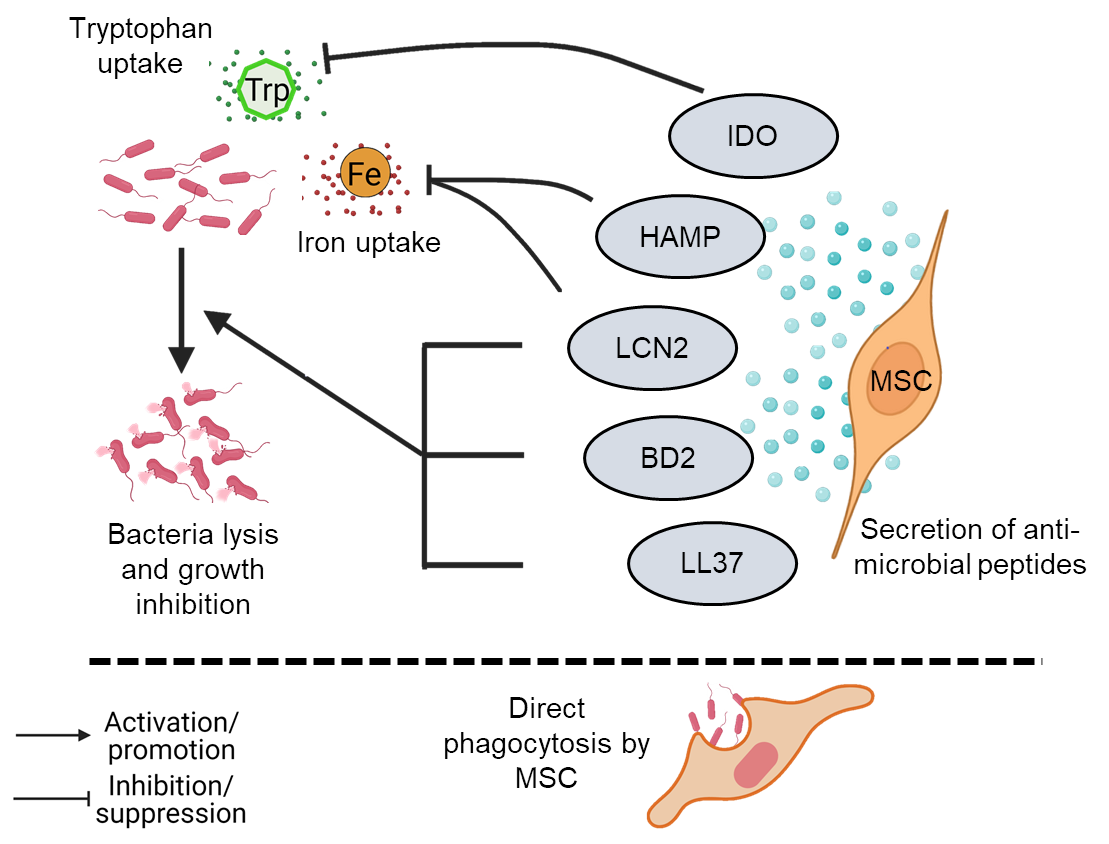 Tryptophan
uptake
Trp
IDO
Fe
Iron uptake
HAMP
LCN2
MSC
BD2
LL37
Secretion of anti-
microbial peptides
Bacteria lysis
and growth
inhibition
Activation/
promotion
Inhibition/
suppression
Direct
phagocytosis by
MSC